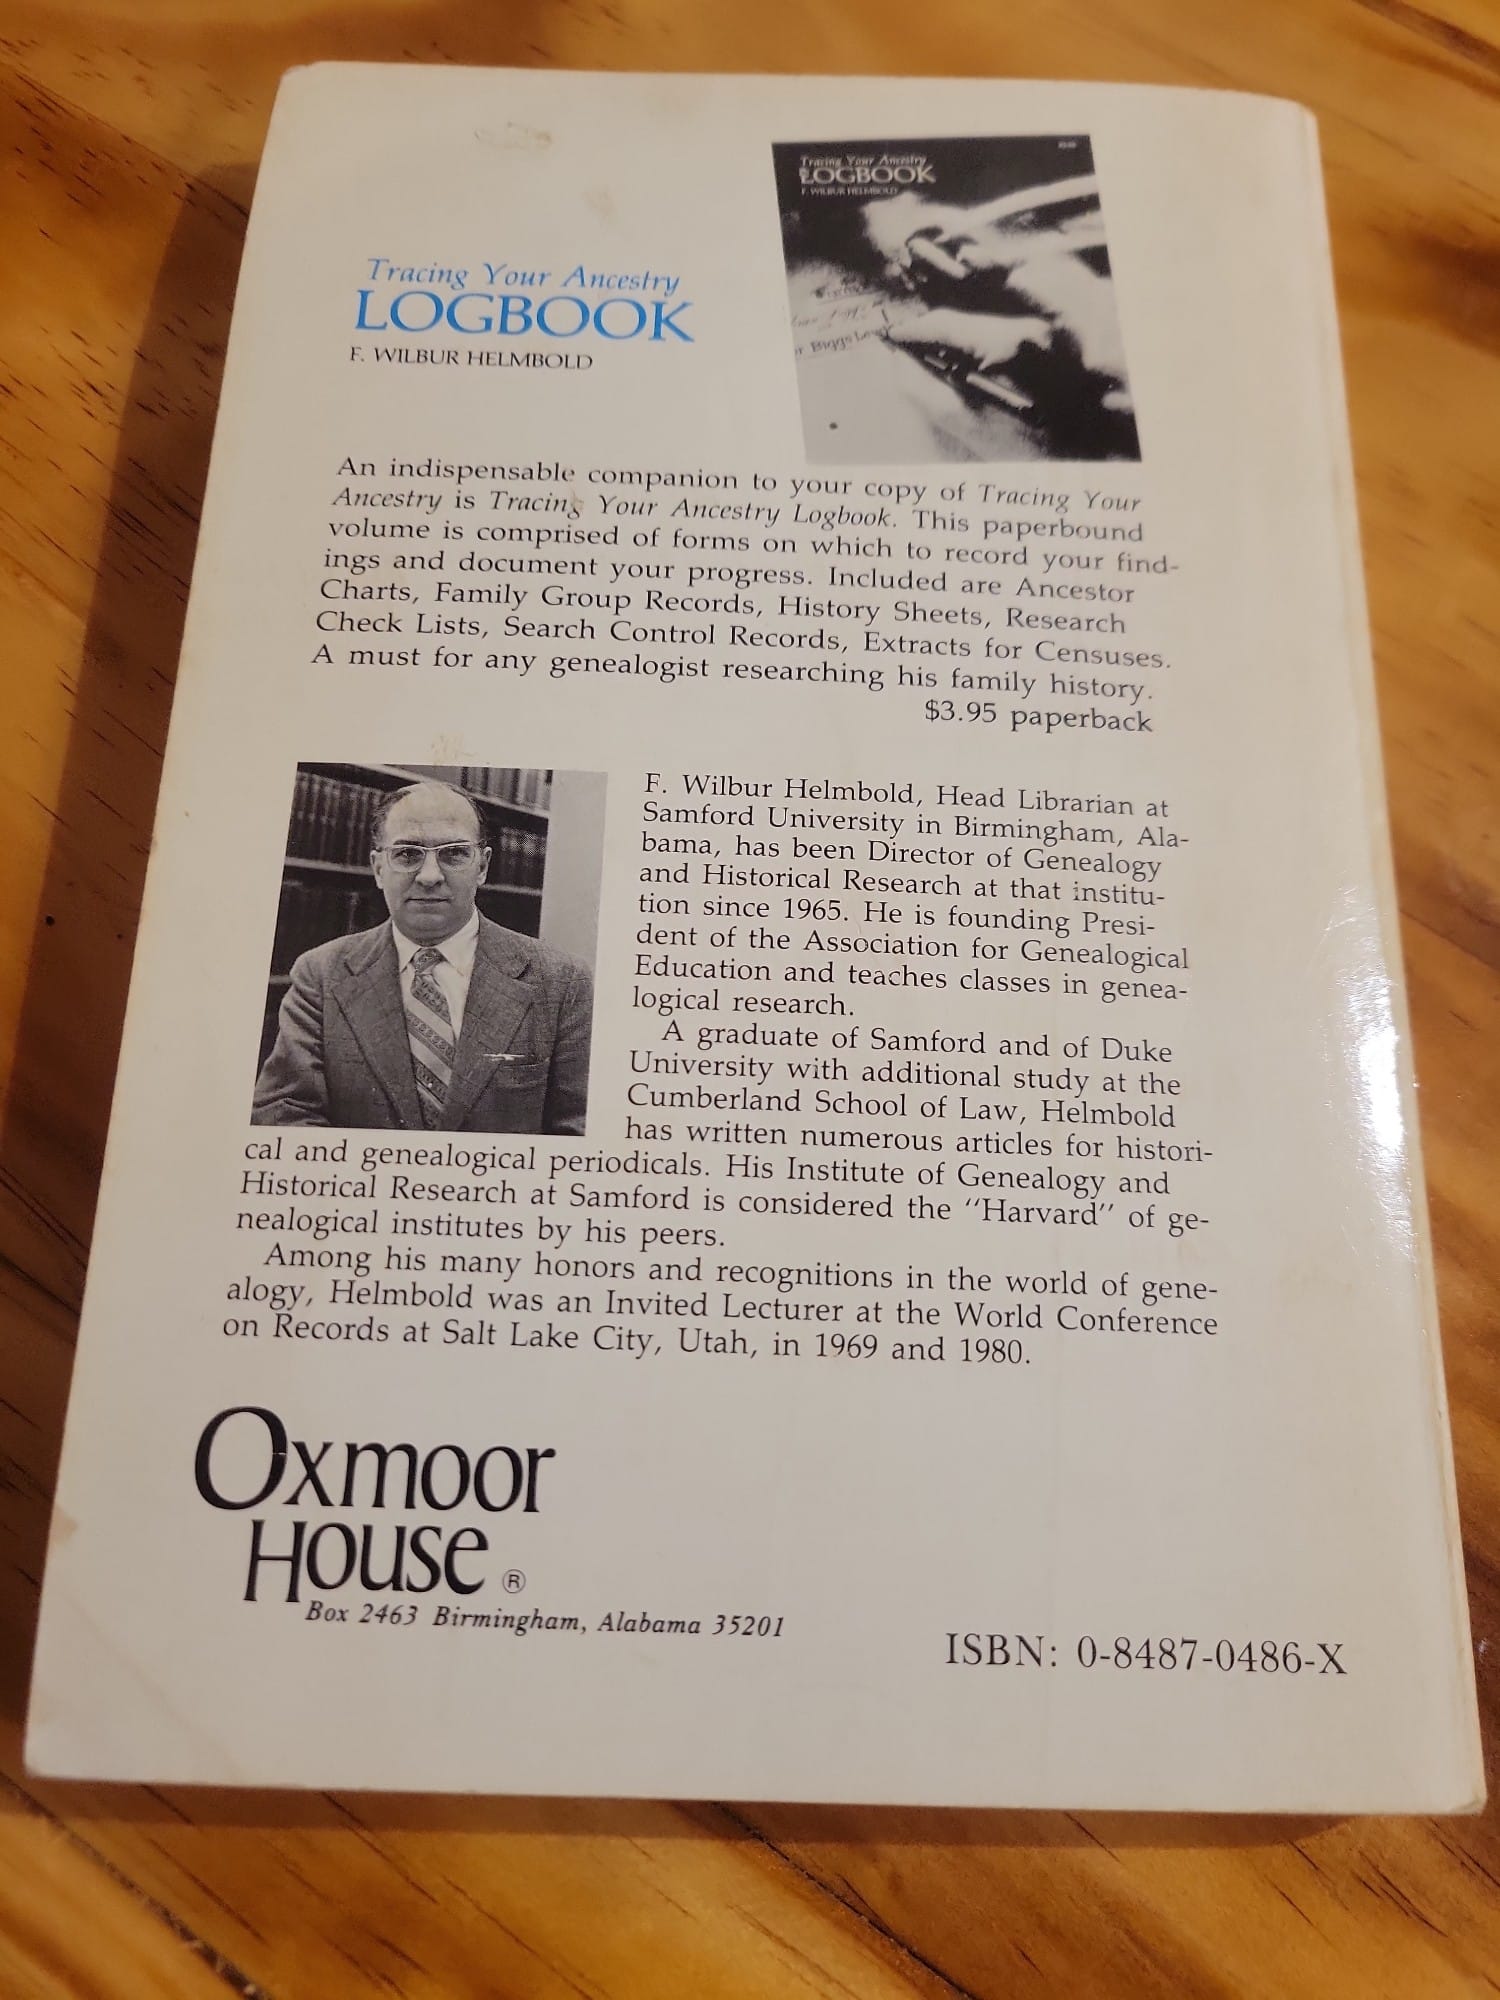 Tracing Your Ancestry
LOGBOOK
F. WILBUR HELMBOLD
Tracing Your Ancestry
LOGBOOK
F. WILBUR HELMBOLD
r Biggs
An indispensable companion to your copy of Tracing Your
Ancestry is Tracing Your Ancestry Logbook. This paperbound
volume is comprised of forms on which to record your find-
ings and document your progress. Included are Ancestor
Charts, Family Group Records, History Sheets, Research
Check Lists, Search Control Records, Extracts for Censuses.
A must for any genealogist researching his family history.
$3.95 paperback
F. Wilbur Helmbold, Head Librarian at
Samford University in Birmingham, Ala-
bama, has been Director of Genealogy
and Historical Research at that institu-
tion since 1965. He is founding Presi-
dent of the Association for Genealogical
Education and teaches classes in genea-
logical research.
A graduate of Samford and of Duke
University with additional study at the
Cumberland School of Law, Helmbold
has written numerous articles for histori-
cal and genealogical periodicals. His Institute of Genealogy and
Historical Research at Samford is considered the "Harvard" of ge-
nealogical institutes by his peers.
Among his many honors and recognitions in the world of gene-
alogy, Helmbold was an Invited Lecturer at the World Conference
on Records at Salt Lake City, Utah, in 1969 and 1980.
Oxmoor
House ®
Box 2463 Birmingham, Alabama 35201
ISBN: 0-8487-0486-X